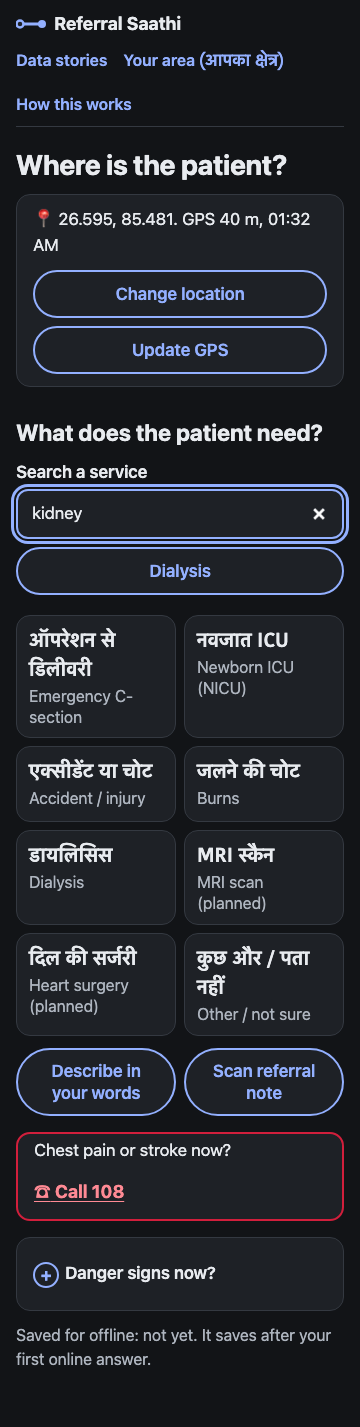 Referral Saathi
Data stories Your area (आपका क्षेत्र)
How this works
Where is the patient?
📍 26.595, 85.481. GPS 40 m, 01:32
AM
Change location
Update GPS
What does the patient need?
Search a service
kidney ×
Dialysis
ऑपरेशन से
डिलीवरी
Emergency C-
section
नवजात ICU
Newborn ICU
(NICU)
एक्सीडेंट या चोट
Accident / injury
जलने की चोट
Burns
डायलिसिस
Dialysis
MRI स्कैन
MRI scan
(planned)
दिल की सर्जरी
Heart surgery
(planned)
कुछ और / पता
नहीं
Other / not sure
Describe in
your words
Scan referral
note
Chest pain or stroke now?
☎ Call 108
+ Danger signs now?
Saved for offline: not yet. It saves after your
first online answer.